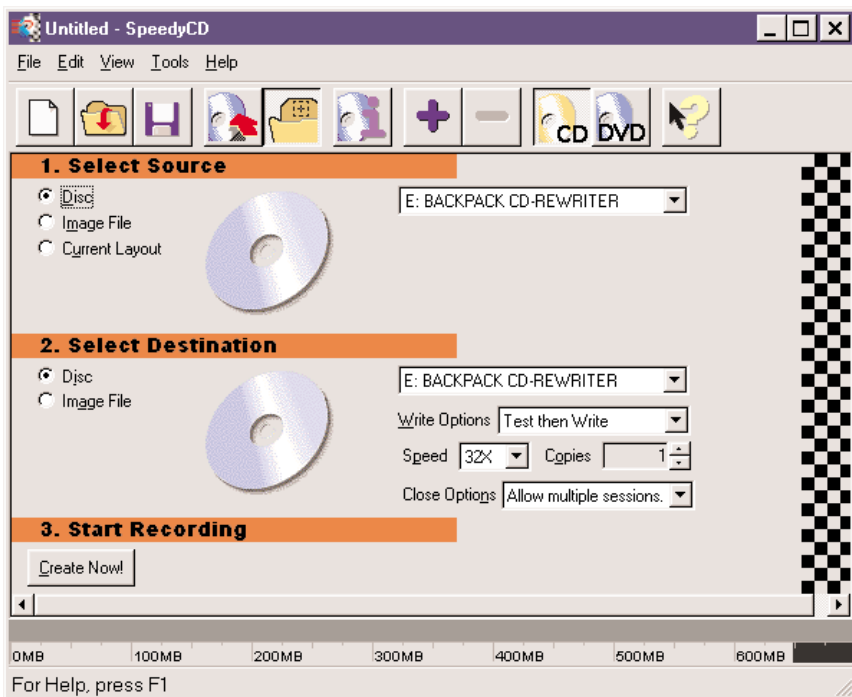 Untitled - SpeedyCD
File Edit View Tools Help
CD DVD
1. Select Source
Disc
Image File
Current Layout
E: BACKPACK CD-REWRITER
2. Select Destination
Disc
Image File
E: BACKPACK CD-REWRITER
Write Options Test then Write
Speed 32X Copies 1
Close Options Allow multiple sessions.
3. Start Recording
Create Now!
0MB 100MB 200MB 300MB 400MB 500MB 600MB
For Help, press F1